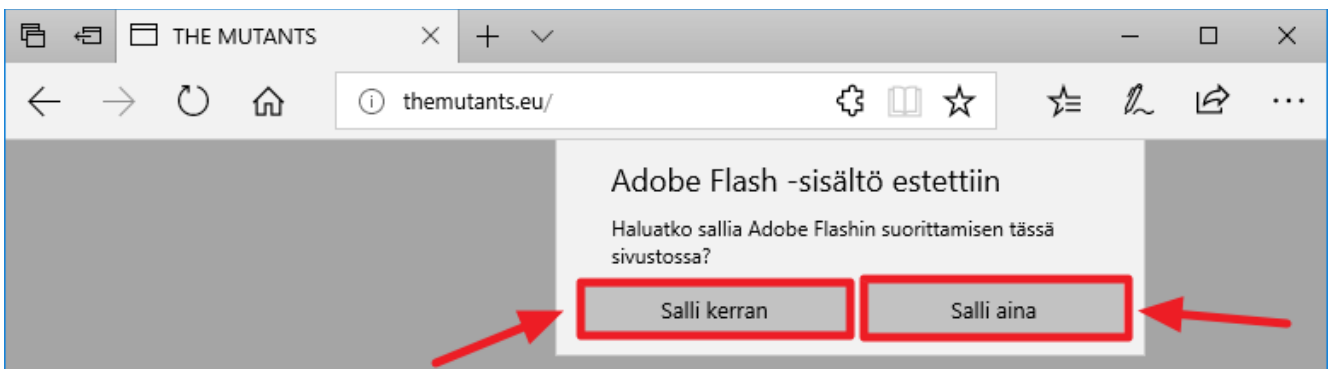 THE MUTANTS
themutants.eu/
Adobe Flash -sisältö estettiin
Haluatko sallia Adobe Flashin suorittamisen tässä
sivustossa?
Salli kerran
Salli aina